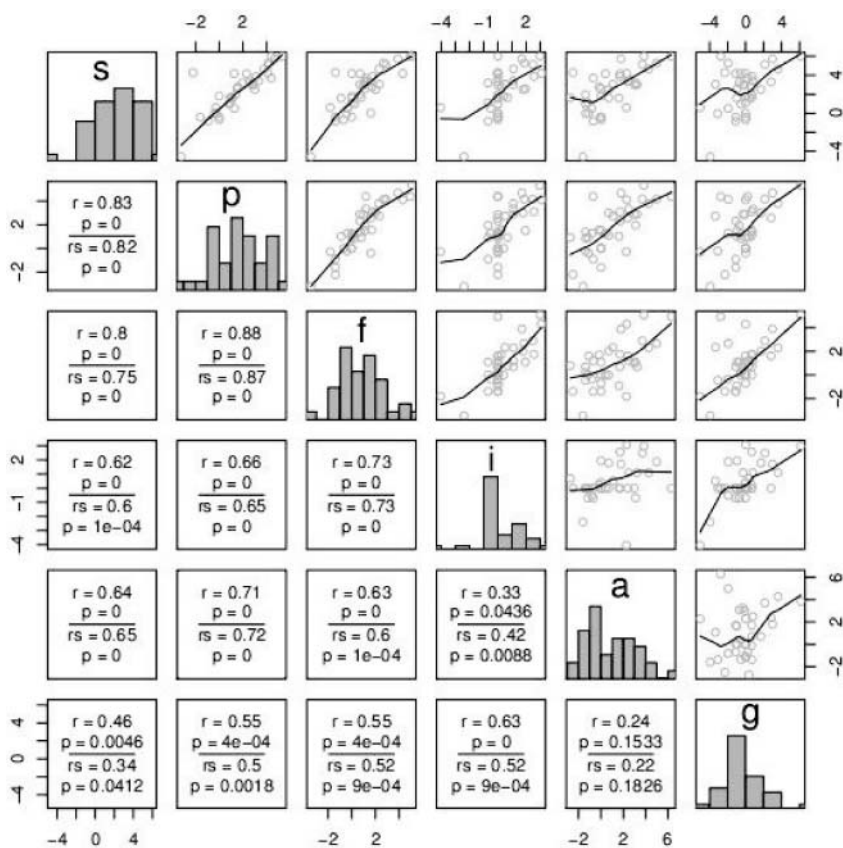 −2 2
−4 −1 2
−4 0 4
s
4
0
−4
2
−2
r = 0.83
p = 0
rs = 0.82
p = 0
p
r = 0.8
p = 0
rs = 0.75
p = 0
r = 0.88
p = 0
rs = 0.87
p = 0
f
2
−2
2
−1
−4
r = 0.62
p = 0
rs = 0.6
p = 1e−04
r = 0.66
p = 0
rs = 0.65
p = 0
r = 0.73
p = 0
rs = 0.73
p = 0
i
r = 0.64
p = 0
rs = 0.65
p = 0
r = 0.71
p = 0
rs = 0.72
p = 0
r = 0.63
p = 0
rs = 0.6
p = 1e−04
r = 0.33
p = 0.0436
rs = 0.42
p = 0.0088
a
6
2
−2
4
0
−4
r = 0.46
p = 0.0046
rs = 0.34
p = 0.0412
r = 0.55
p = 4e−04
rs = 0.5
p = 0.0018
r = 0.55
p = 4e−04
rs = 0.52
p = 9e−04
r = 0.63
p = 0
rs = 0.52
p = 9e−04
r = 0.24
p = 0.1533
rs = 0.22
p = 0.1826
g
−4 0 4
−2 2
−2 2 6